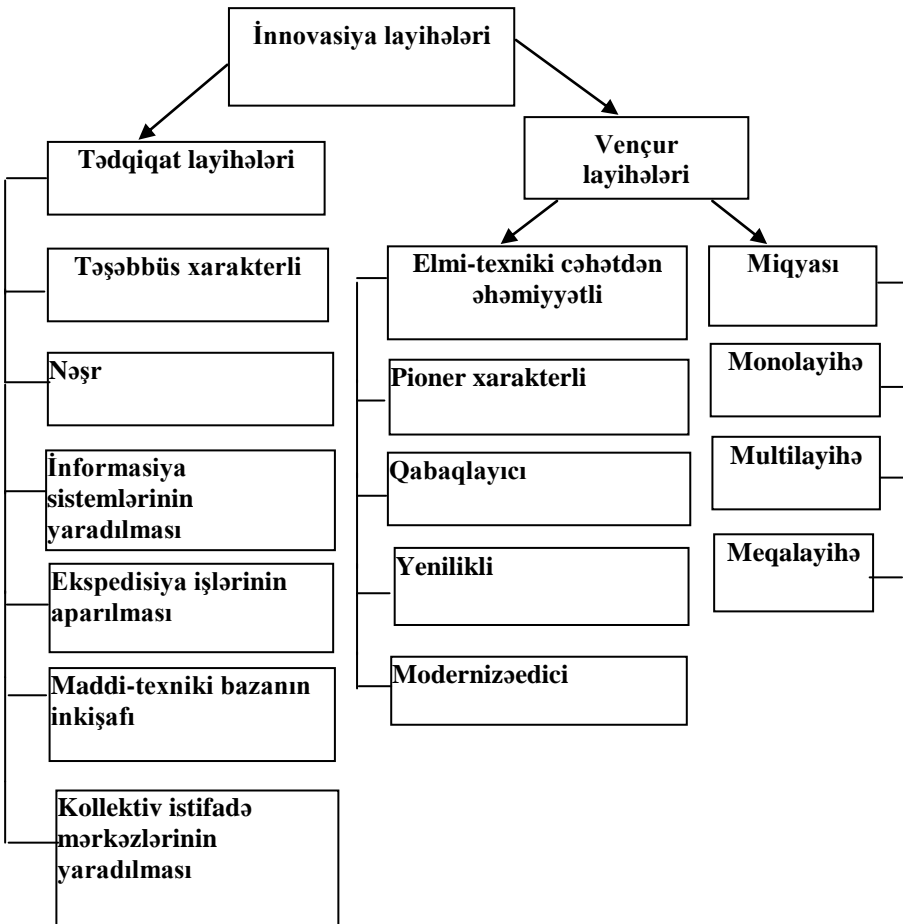 İnnovasiya layihələri
Tədqiqat layihələri
Vençur
layihələri
Təşəbbüs xarakterli
Nəşr
İnformasiya
sistemlərinin
yaradılması
Ekspedisiya işlərinin
aparılması
Maddi-texniki bazanın
inkişafı
Kollektiv istifadə
mərkəzlərinin
yaradılması
Elmi-texniki cəhətdən
əhəmiyyətli
Pioner xarakterli
Qabaqlayıcı
Yenilikli
Modernizəedici
Miqyası
Monolayihə
Multilayihə
Meqalayihə